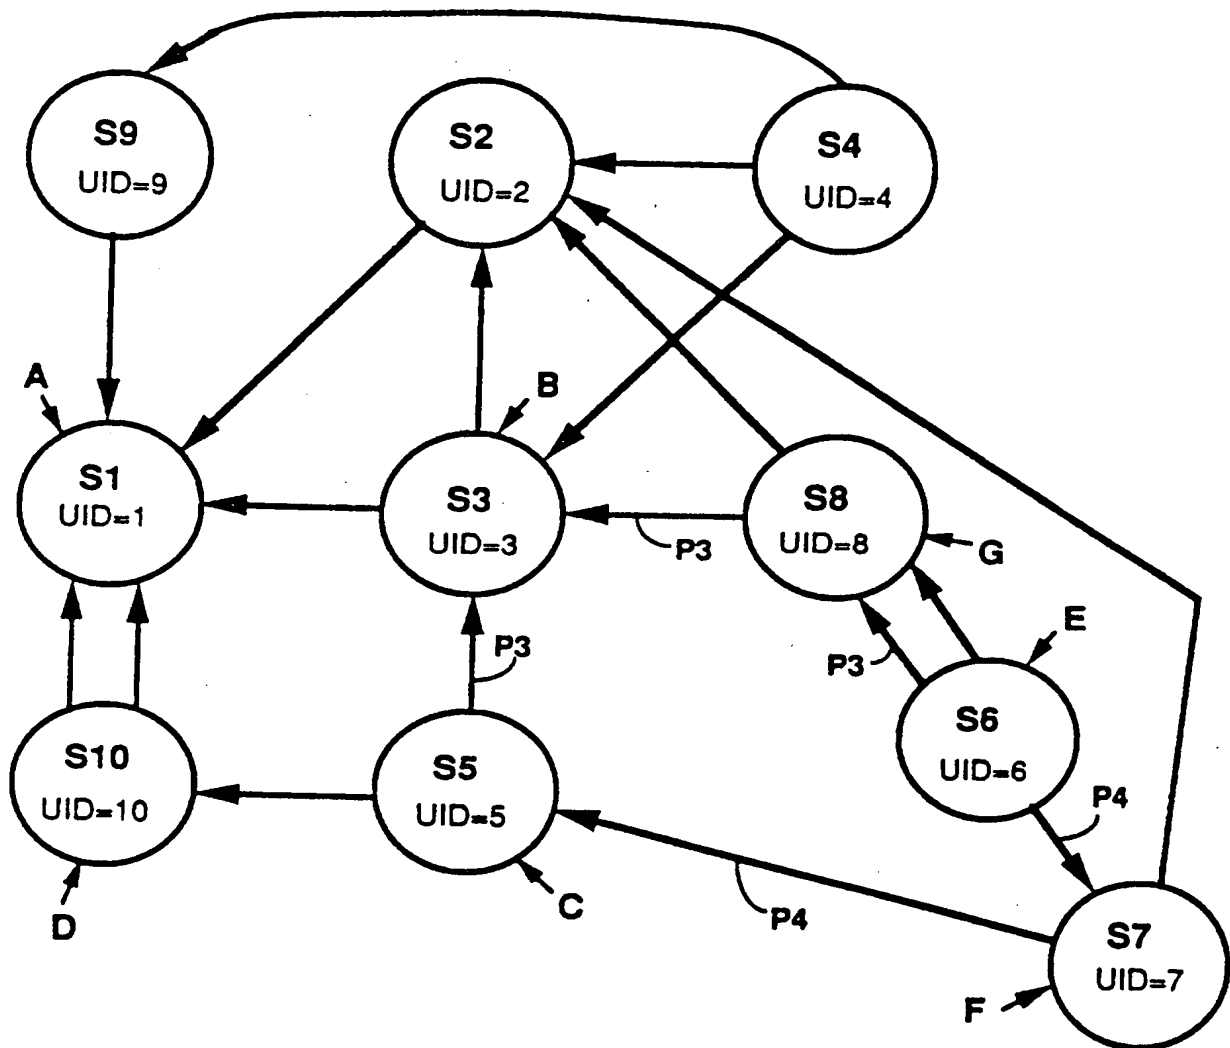 S9
UID=9
S2
UID=2
S4
UID=4
A
B
S1
UID=1
S3
UID=3
P3
S8
UID=8
G
P3
P3
E
S6
UID=6
P4
S10
UID=10
S5
UID=5
D
C
P4
S7
UID=7
F